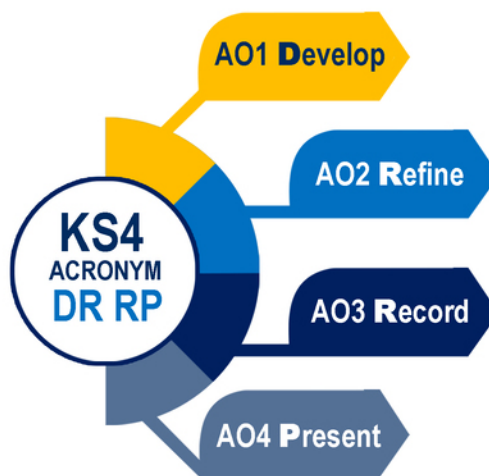 AO1 Develop
AO2 Refine
KS4
ACRONYM
DR RP
AO3 Record
AO4 Present